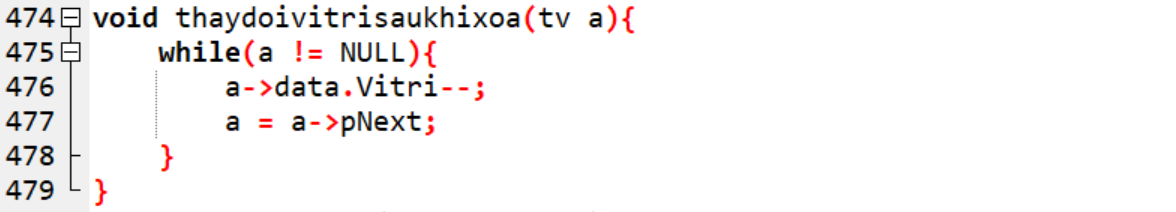 474 void thaydoivitrisaukhixoa(tv a){
475     while(a != NULL){
476         a->data.Vitri--;
477         a = a->pNext;
478     }
479 }